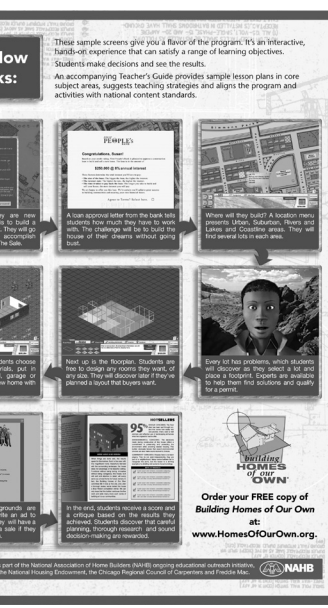 These sample screens give you a flavor of the program. It's an interactive,
hands-on experience that can satisfy a range of learning objectives.
Students make decisions and see the results.
An accompanying Teacher's Guide provides sample lesson plans in core
subject areas, suggests teaching strategies and aligns the program and
activities with national content standards.
low
ks:
PEOPLE'S
Congratulations, Susan!
$350,000 @ 8% annual interest
ey are new
s to build a
. They will go
accomplish
The Sale.
A loan approval letter from the bank tells
students how much they have to work
with. The challenge will be to build the
house of their dreams without going
bust.
Where will they build? A location menu
presents Urban, Suburban, Rivers and
Lakes and Coastline areas. They will
find several lots in each area.
dents choose
rials, put in
, garage or
w home with
Next up is the floorplan. Students are
free to design any rooms they want, of
any size. They will discover later if they've
planned a layout that buyers want.
Every lot has problems, which students
will discover as they select a lot and
place a footprint. Experts are available
to help them find solutions and qualify
for a permit.
95
HOMESELLERS
grounds are
ite an ad to
ey will have a
sale if they
In the end, students receive a score and
a critique based on the results they
achieved. Students discover that careful
planning, thorough research and sound
decision-making are rewarded.
building
HOMES
OF OUR
OWN
Order your FREE copy of
Building Homes of Our Own
at:
www.HomesOfOurOwn.org.
part of the National Association of Home Builders (NAHB) ongoing educational outreach initiative,
the National Housing Endowment, the Chicago Regional Council of Carpenters and Freddie Mac.
NAHB